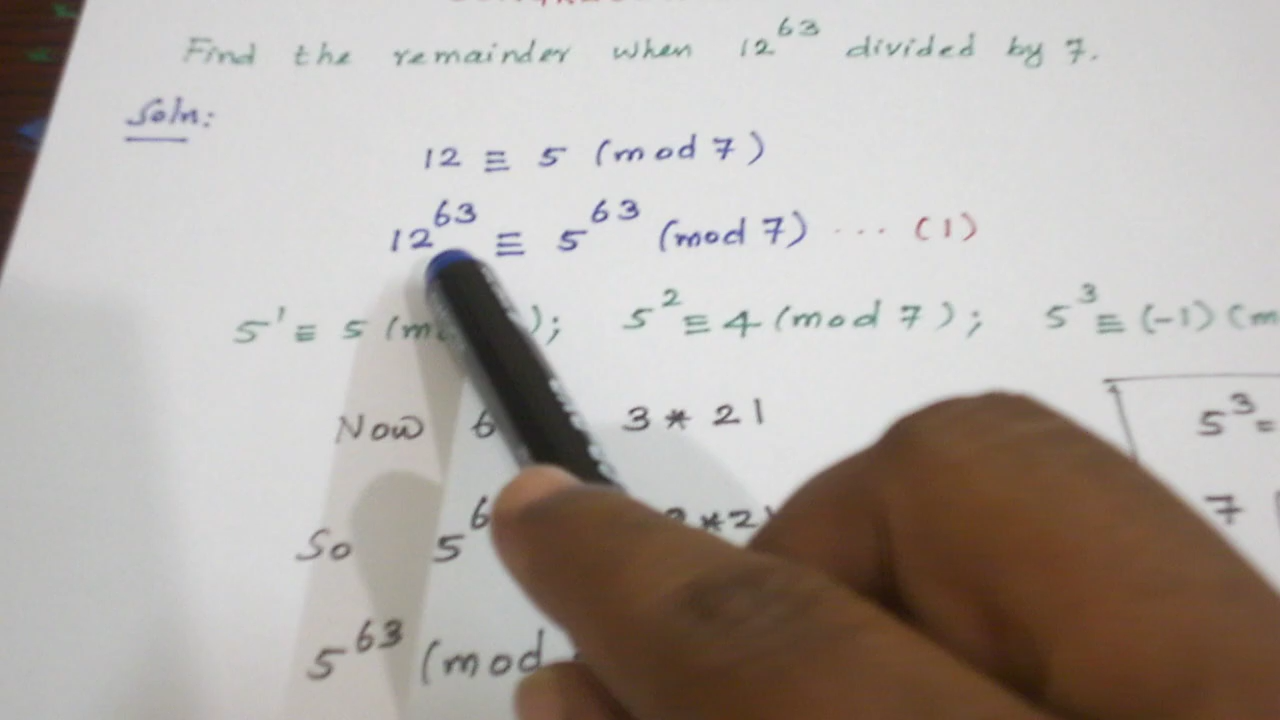 Find the remainder when 12^63 divided by 7.
Soln:
12 ≡ 5 (mod 7)
12^63 ≡ 5^63 (mod 7) ... (1)
5^1 ≡ 5 (m ); 5^2 ≡ 4 (mod 7); 5^3 ≡ (-1) (m
Now 6 3 * 21
5^3 =
7
So 5^6 *21
5^63 (mod